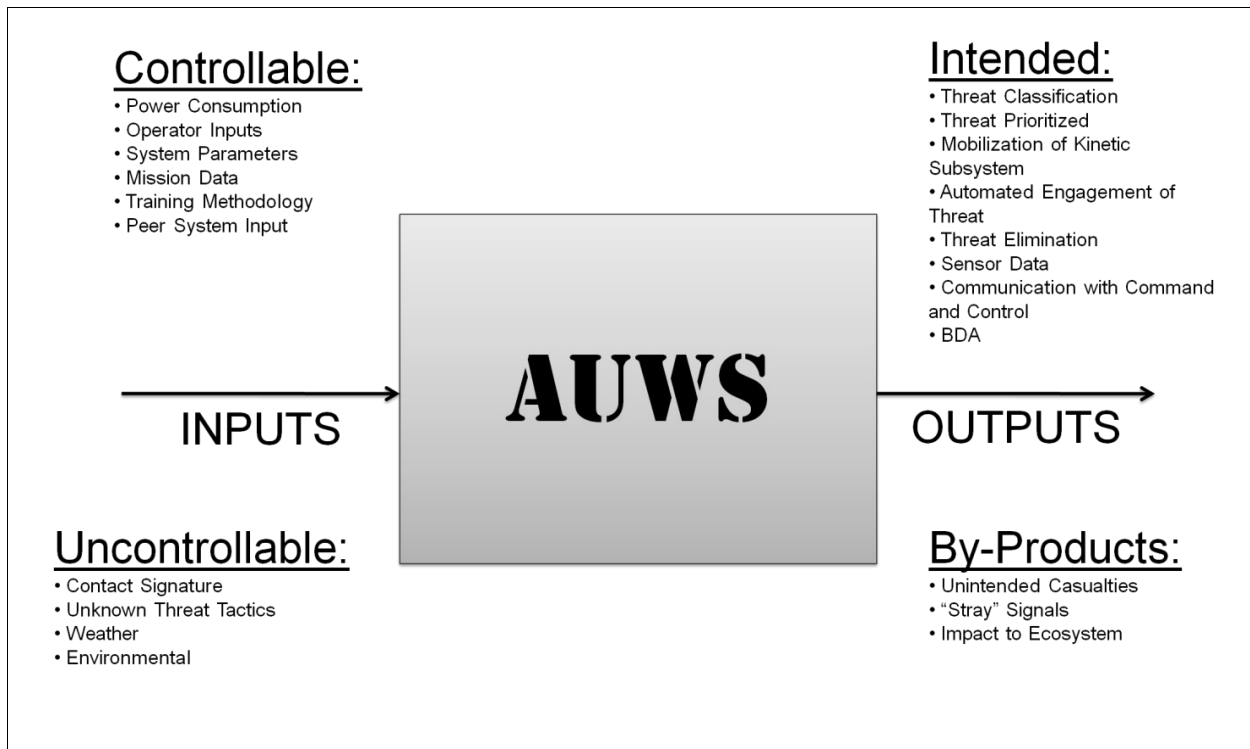 Controllable:
• Power Consumption
• Operator Inputs
• System Parameters
• Mission Data
• Training Methodology
• Peer System Input
INPUTS
Uncontrollable:
• Contact Signature
• Unknown Threat Tactics
• Weather
• Environmental
AUWS
Intended:
• Threat Classification
• Threat Prioritized
• Mobilization of Kinetic
Subsystem
• Automated Engagement of
Threat
• Threat Elimination
• Sensor Data
• Communication with Command
and Control
• BDA
OUTPUTS
By-Products:
• Unintended Casualties
• “Stray” Signals
• Impact to Ecosystem